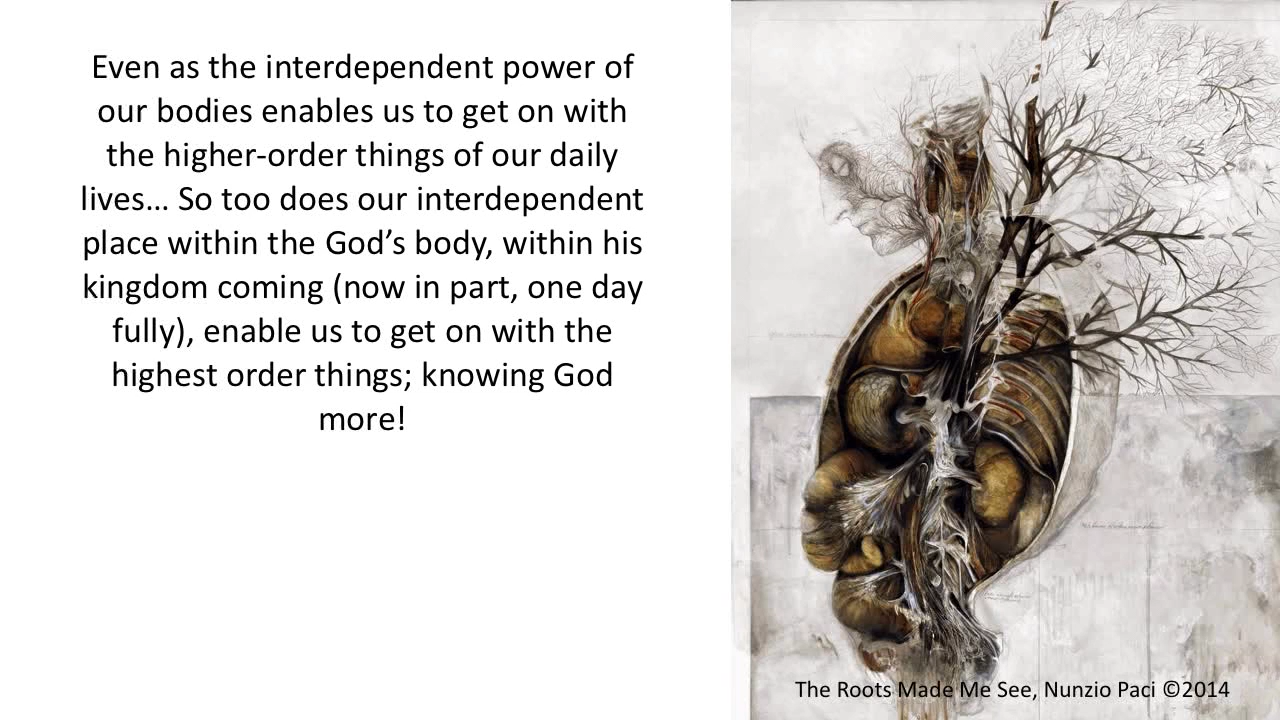 Even as the interdependent power of
our bodies enables us to get on with
the higher-order things of our daily
lives… So too does our interdependent
place within the God’s body, within his
kingdom coming (now in part, one day
fully), enable us to get on with the
highest order things; knowing God
more!
The Roots Made Me See, Nunzio Paci ©2014